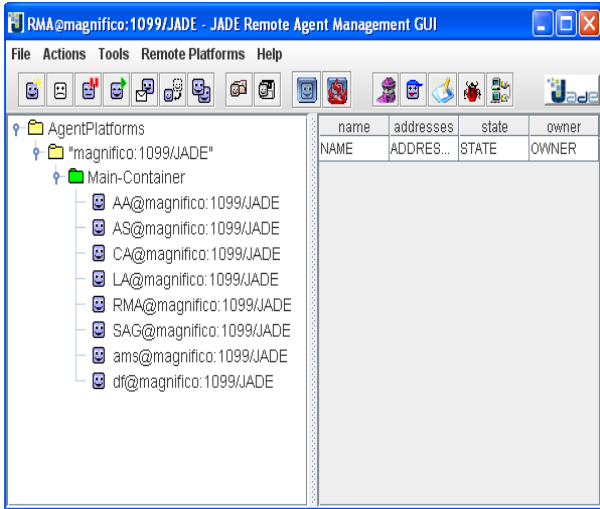 RMA@magnifico:1099/JADE - JADE Remote Agent Management GUI
File Actions Tools Remote Platforms Help
Jade
AgentPlatforms
"magnifico:1099/JADE"
Main-Container
AA@magnifico:1099/JADE
AS@magnifico:1099/JADE
CA@magnifico:1099/JADE
LA@magnifico:1099/JADE
RMA@magnifico:1099/JADE
SAG@magnifico:1099/JADE
ams@magnifico:1099/JADE
df@magnifico:1099/JADE
name addresses state owner
NAME ADDRES... STATE OWNER